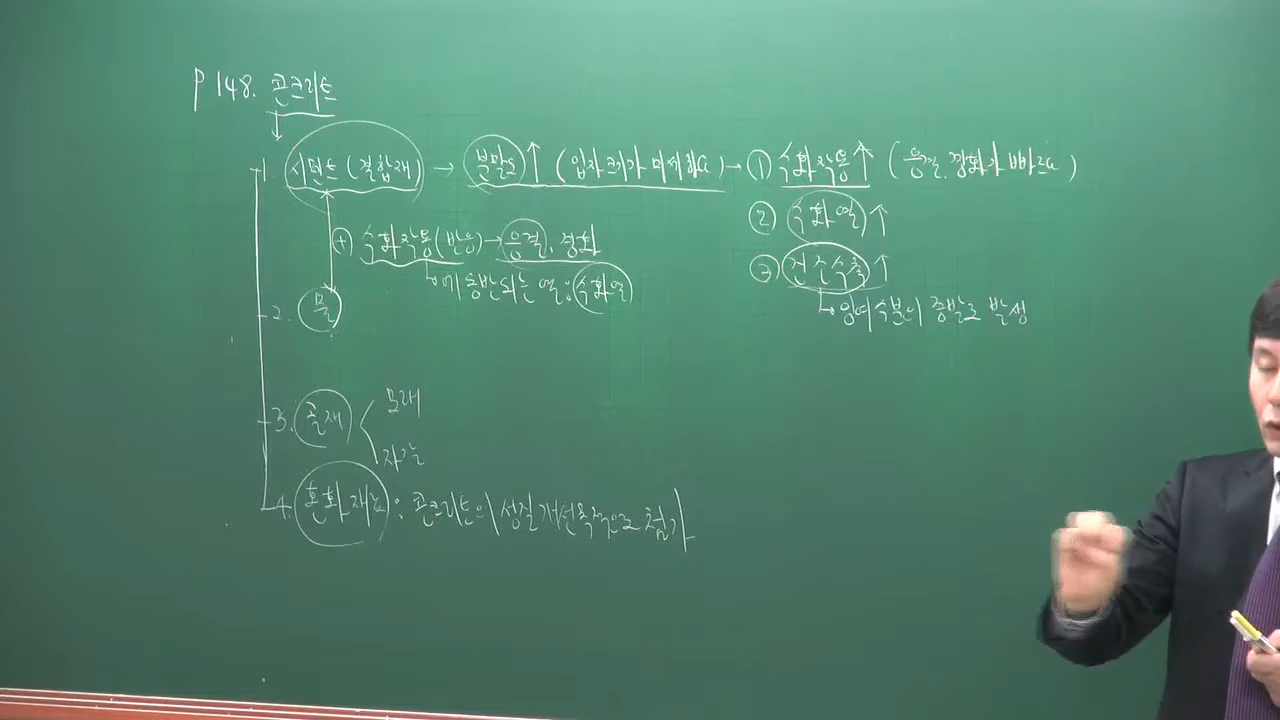 P 148. 콘크리트
1. 시멘트 (결합재) → 분말도 ↑ (입자크기가 미세하다) → ① 수화작용 ↑ (응결, 경화가 빠르다)
② 수화열 ↑
③ 건조수축 ↑
↳ 잉여수분이 증발로 발생
+ 수화작용(반응) → 응결, 경화
↳ 에 동반되는 열 : 수화열
2. 물
3. 골재 < 모래
자갈
4. 혼화재료 : 콘크리트의 성질개선 목적으로 첨가